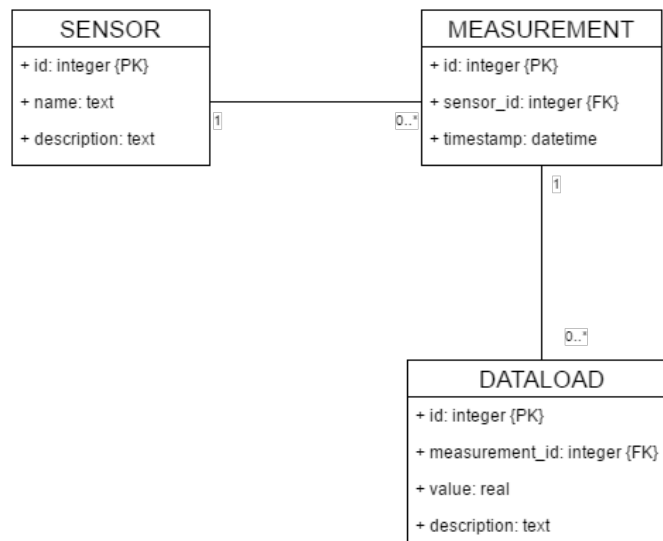 SENSOR
+ id: integer {PK}
+ name: text
+ description: text
1
0..*
MEASUREMENT
+ id: integer {PK}
+ sensor_id: integer {FK}
+ timestamp: datetime
1
0..*
DATALOAD
+ id: integer {PK}
+ measurement_id: integer {FK}
+ value: real
+ description: text